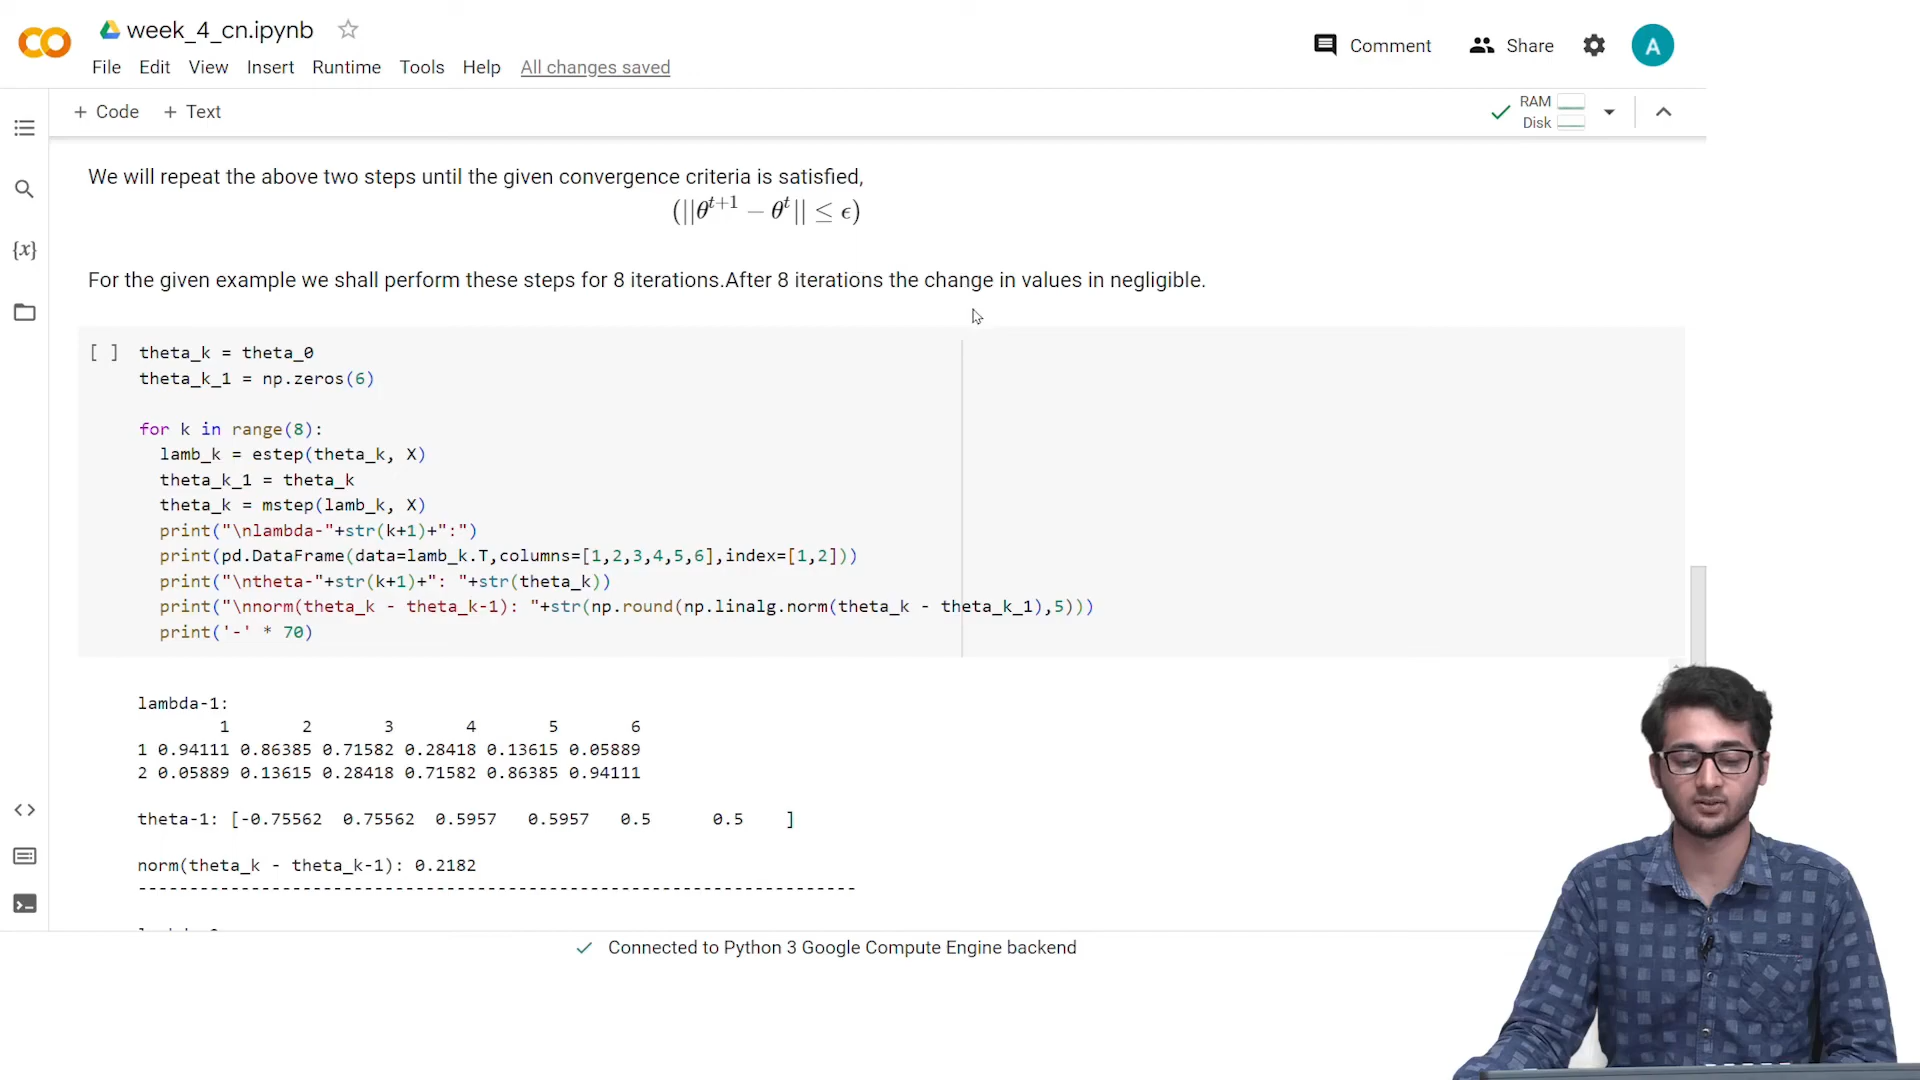 week_4_cn.ipynb
File Edit View Insert Runtime Tools Help All changes saved
Comment Share A
+ Code + Text
RAM
Disk
We will repeat the above two steps until the given convergence criteria is satisfied,
(||θ^{t+1} − θ^t|| ≤ ϵ)
For the given example we shall perform these steps for 8 iterations.After 8 iterations the change in values in negligible.
[ ] theta_k = theta_0
theta_k_1 = np.zeros(6)
for k in range(8):
lamb_k = estep(theta_k, X)
theta_k_1 = theta_k
theta_k = mstep(lamb_k, X)
print("\nlambda-"+str(k+1)+":")
print(pd.DataFrame(data=lamb_k.T,columns=[1,2,3,4,5,6],index=[1,2]))
print("\ntheta-"+str(k+1)+": "+str(theta_k))
print("\nnorm(theta_k - theta_k-1): "+str(np.round(np.linalg.norm(theta_k - theta_k_1),5)))
print('-' * 70)
lambda-1:
1 2 3 4 5 6
1 0.94111 0.86385 0.71582 0.28418 0.13615 0.05889
2 0.05889 0.13615 0.28418 0.71582 0.86385 0.94111
theta-1: [-0.75562 0.75562 0.5957 0.5957 0.5 0.5 ]
norm(theta_k - theta_k-1): 0.2182
----------------------------------------------------------------------
Connected to Python 3 Google Compute Engine backend